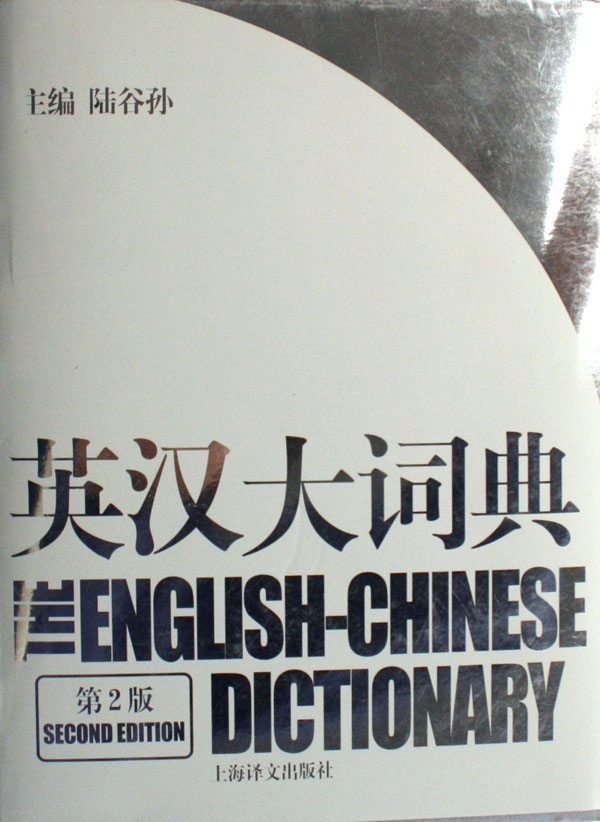 主编 陆谷孙
英汉大词典
THE ENGLISH-CHINESE
DICTIONARY
第2版
SECOND EDITION
上海译文出版社